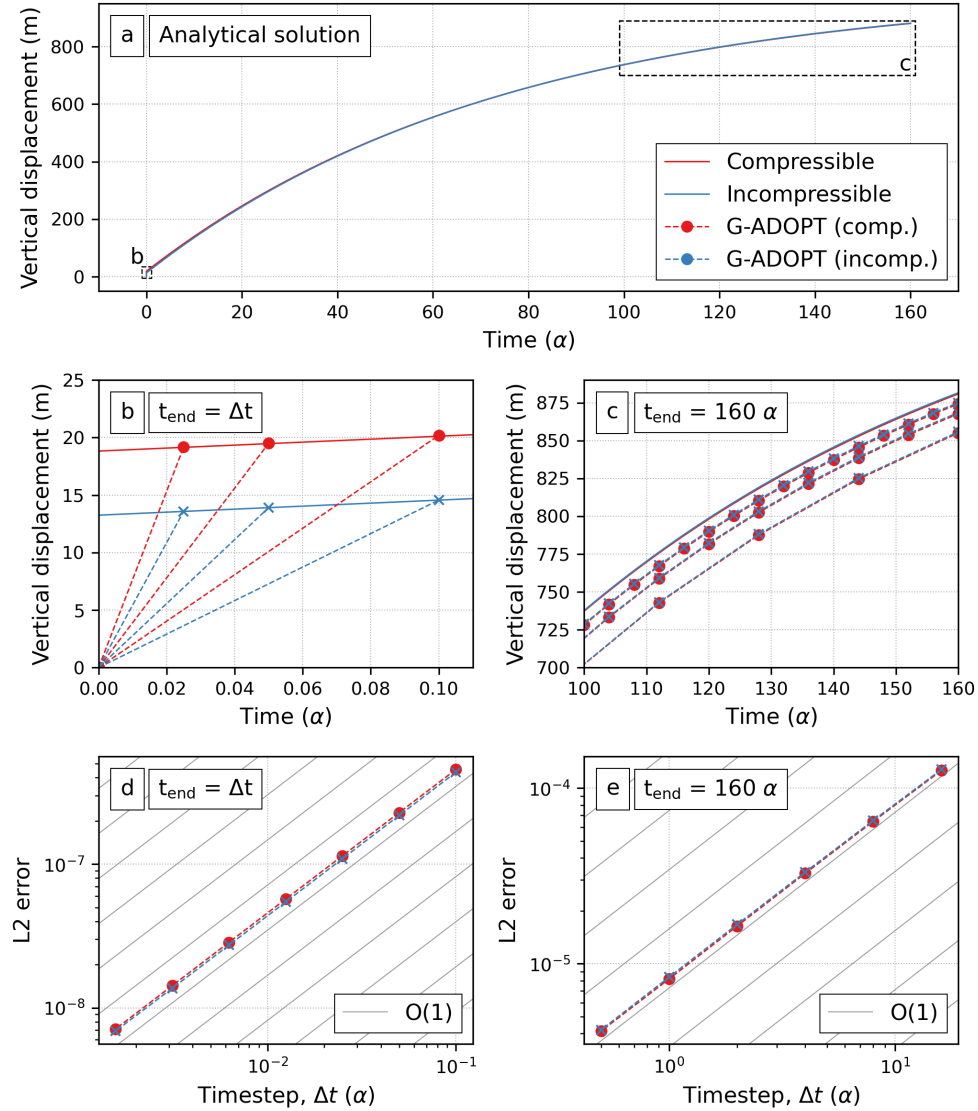 a Analytical solution
Vertical displacement (m)
800
600
400
200
0
b
c
Compressible
Incompressible
G-ADOPT (comp.)
G-ADOPT (incomp.)
0 20 40 60 80 100 120 140 160
Time (α)
b t_end = Δt
Vertical displacement (m)
25
20
15
10
5
0
0.00 0.02 0.04 0.06 0.08 0.10
Time (α)
c t_end = 160 α
Vertical displacement (m)
875
850
825
800
775
750
725
700
100 110 120 130 140 150 160
Time (α)
d t_end = Δt
L2 error
10⁻⁷
10⁻⁸
O(1)
10⁻² 10⁻¹
Timestep, Δt (α)
e t_end = 160 α
L2 error
10⁻⁴
10⁻⁵
O(1)
10⁰ 10¹
Timestep, Δt (α)